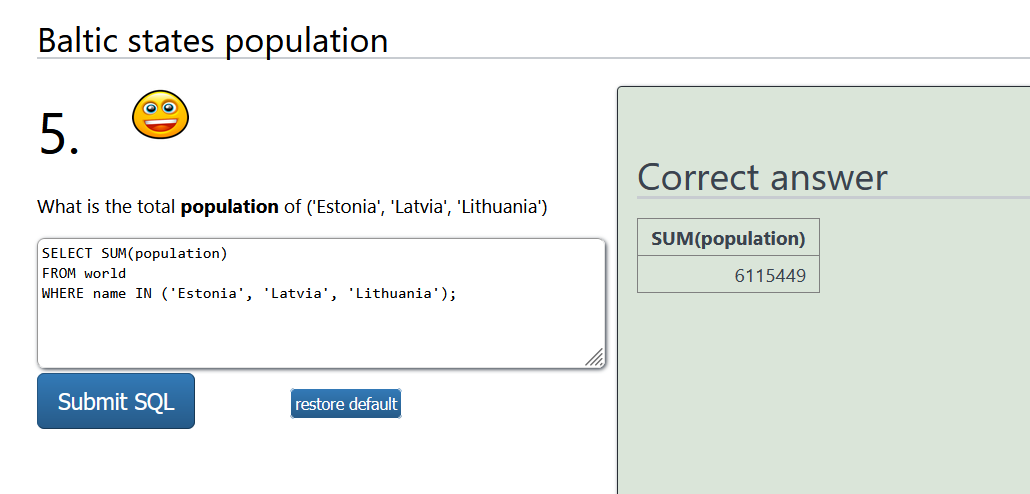 Baltic states population
5.
What is the total population of ('Estonia', 'Latvia', 'Lithuania')
SELECT SUM(population)
FROM world
WHERE name IN ('Estonia', 'Latvia', 'Lithuania');
Submit SQL
restore default
Correct answer
SUM(population)
6115449